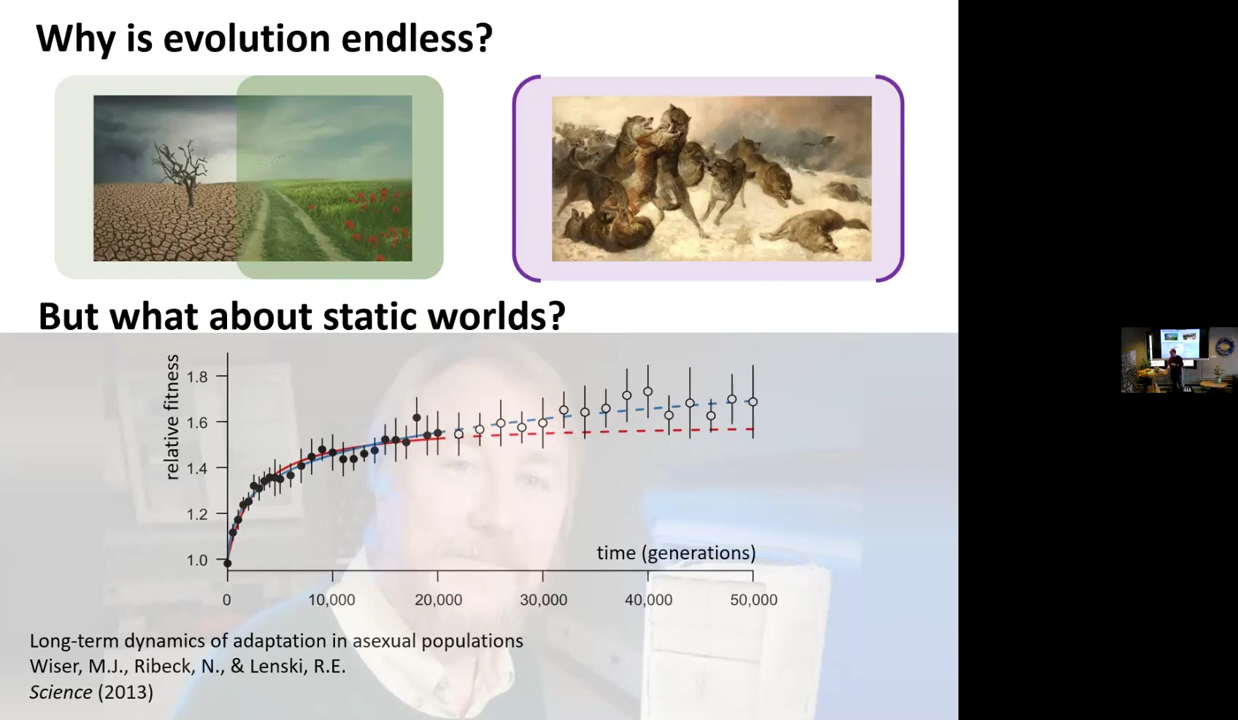 Why is evolution endless?
But what about static worlds?
relative fitness
1.8
1.6
1.4
1.2
1.0
time (generations)
0
10,000
20,000
30,000
40,000
50,000
Long-term dynamics of adaptation in asexual populations
Wiser, M.J., Ribeck, N., & Lenski, R.E.
Science (2013)